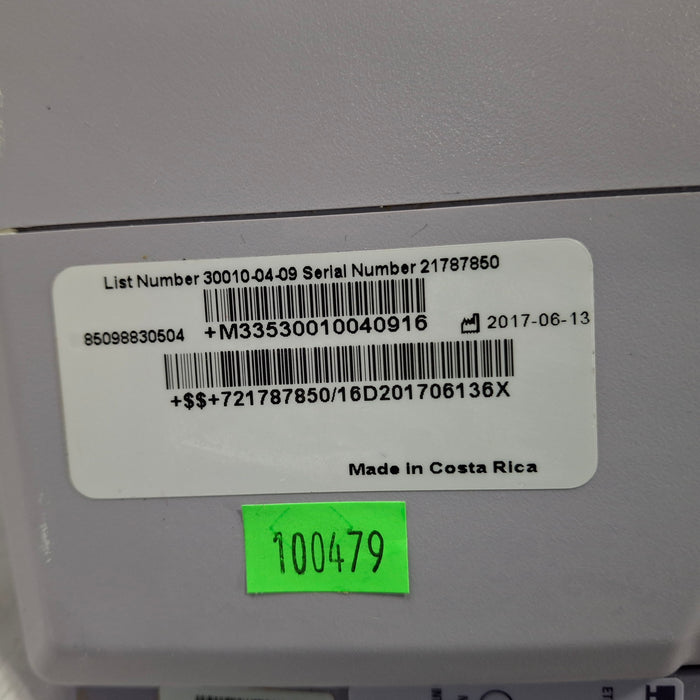 List Number 30010-04-09 Serial Number 21787850
+M33530010040916
85098830504
2017-06-13
+$$+721787850/16D201706136X
Made in Costa Rica
100479